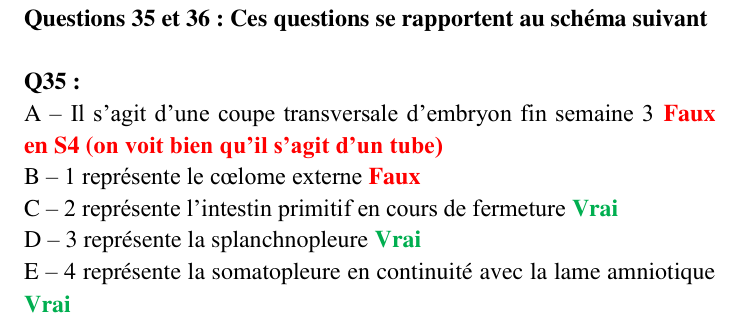 Questions 35 et 36 : Ces questions se rapportent au schéma suivant
Q35 :
A – Il s’agit d’une coupe transversale d’embryon fin semaine 3 Faux
en S4 (on voit bien qu’il s’agit d’un tube)
B – 1 représente le cœlome externe Faux
C – 2 représente l’intestin primitif en cours de fermeture Vrai
D – 3 représente la splanchnopleure Vrai
E – 4 représente la somatopleure en continuité avec la lame amniotique
Vrai